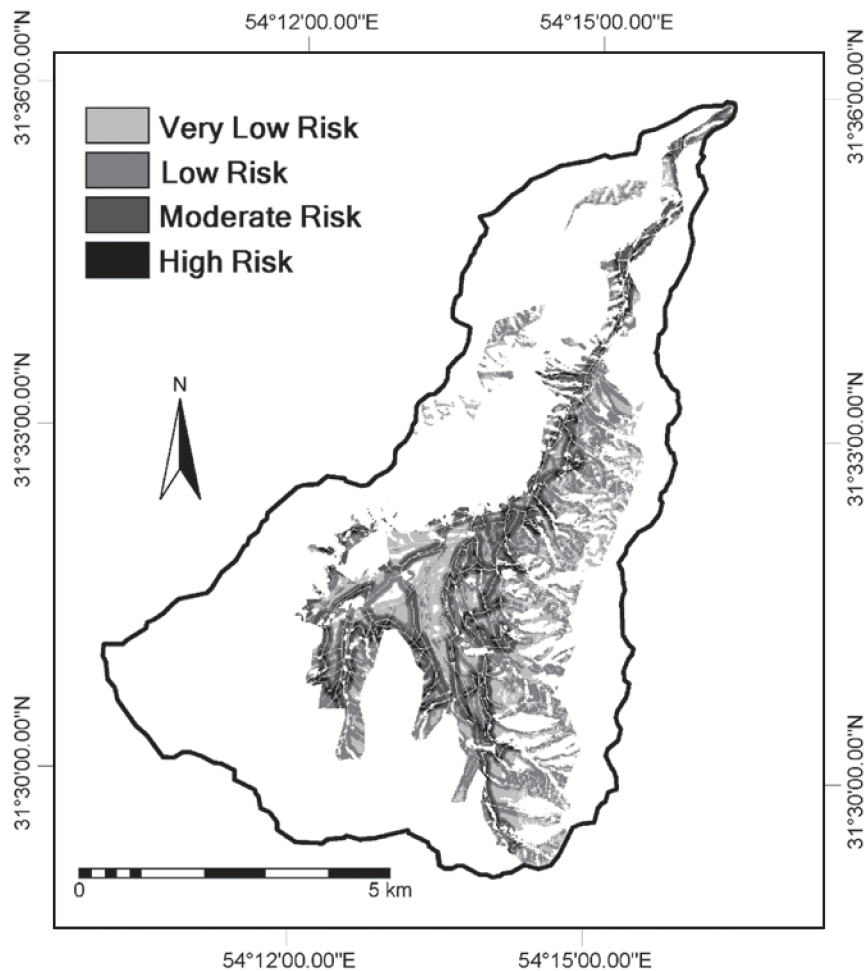 54°12'00.00"E 54°15'00.00"E
31°36'00.00"N
31°36'00.00"N
Very Low Risk
Low Risk
Moderate Risk
High Risk
N
31°33'00.00"N
31°33'00.00"N
31°30'00.00"N
31°30'00.00"N
0 5 km
54°12'00.00"E 54°15'00.00"E